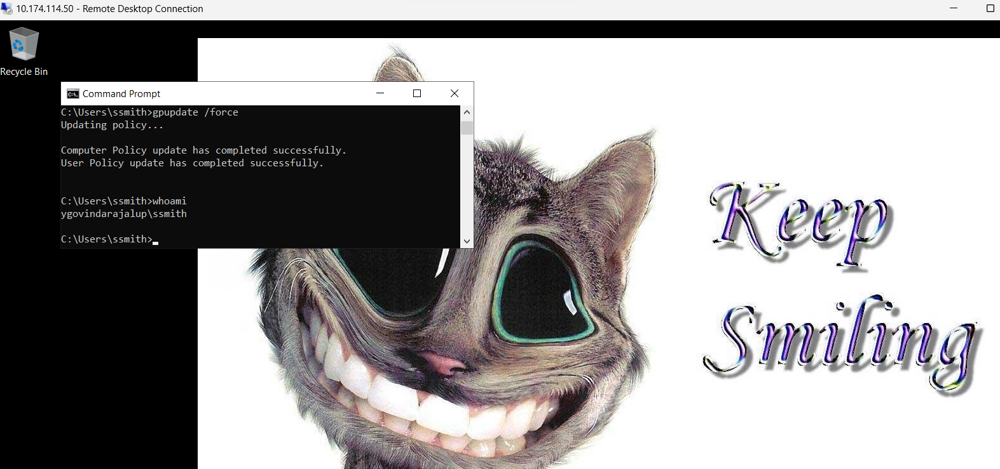 10.174.114.50 - Remote Desktop Connection
Recycle Bin
Command Prompt
C:\Users\ssmith>gpupdate /force
Updating policy...
Computer Policy update has completed successfully.
User Policy update has completed successfully.
C:\Users\ssmith>whoami
ygovindarajalup\ssmith
C:\Users\ssmith>
Keep
Smiling